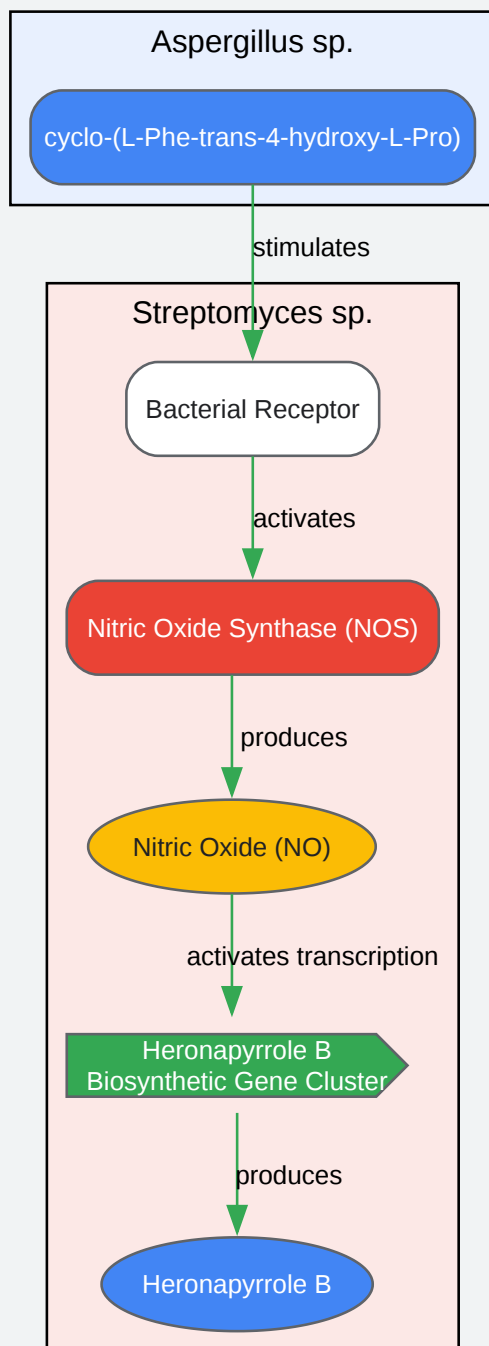 Aspergillus sp.
cyclo-(L-Phe-trans-4-hydroxy-L-Pro)
stimulates
Streptomyces sp.
Bacterial Receptor
activates
Nitric Oxide Synthase (NOS)
produces
Nitric Oxide (NO)
activates transcription
Heronapyrrole B
Biosynthetic Gene Cluster
produces
Heronapyrrole B